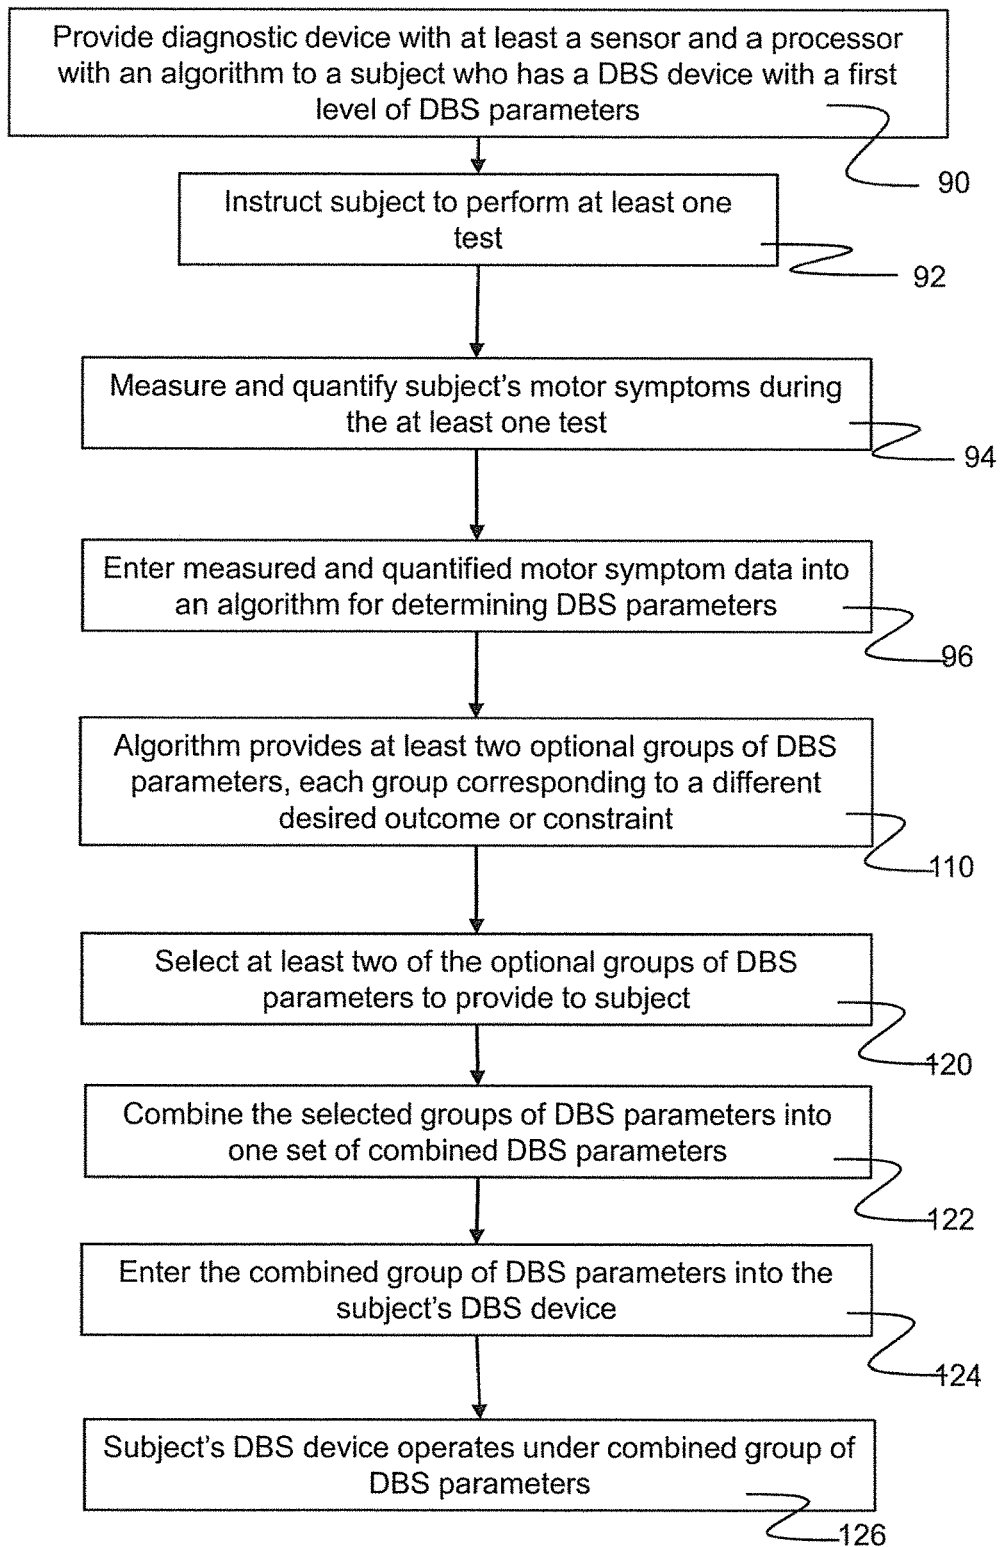 Provide diagnostic device with at least a sensor and a processor
with an algorithm to a subject who has a DBS device with a first
level of DBS parameters
90
Instruct subject to perform at least one
test
92
Measure and quantify subject's motor symptoms during
the at least one test
94
Enter measured and quantified motor symptom data into
an algorithm for determining DBS parameters
96
Algorithm provides at least two optional groups of DBS
parameters, each group corresponding to a different
desired outcome or constraint
110
Select at least two of the optional groups of DBS
parameters to provide to subject
120
Combine the selected groups of DBS parameters into
one set of combined DBS parameters
122
Enter the combined group of DBS parameters into the
subject's DBS device
124
Subject's DBS device operates under combined group of
DBS parameters
126